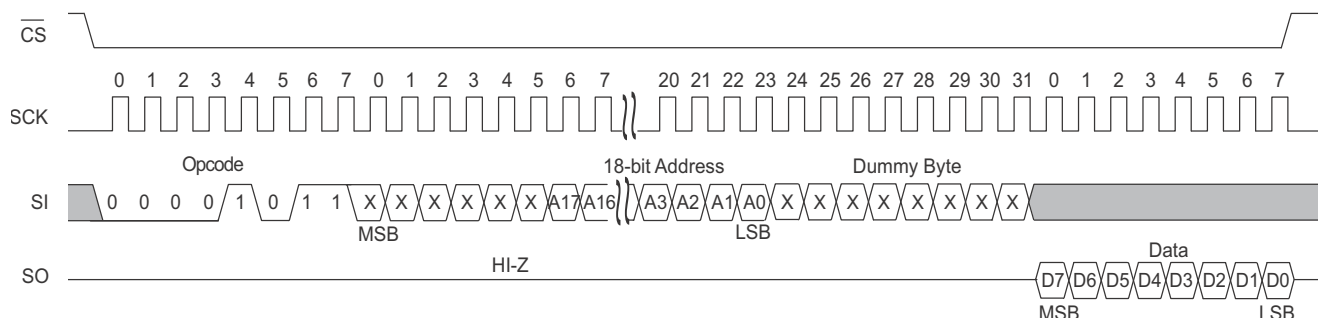 CS
0 1 2 3 4 5 6 7 0 1 2 3 4 5 6 7 20 21 22 23 24 25 26 27 28 29 30 31 0 1 2 3 4 5 6 7
SCK
Opcode 18-bit Address Dummy Byte
SI 0 0 0 0 1 0 1 1 X X X X X X A17 A16 A3 A2 A1 A0 X X X X X X X X
MSB LSB
HI-Z Data
SO D7 D6 D5 D4 D3 D2 D1 D0
MSB LSB